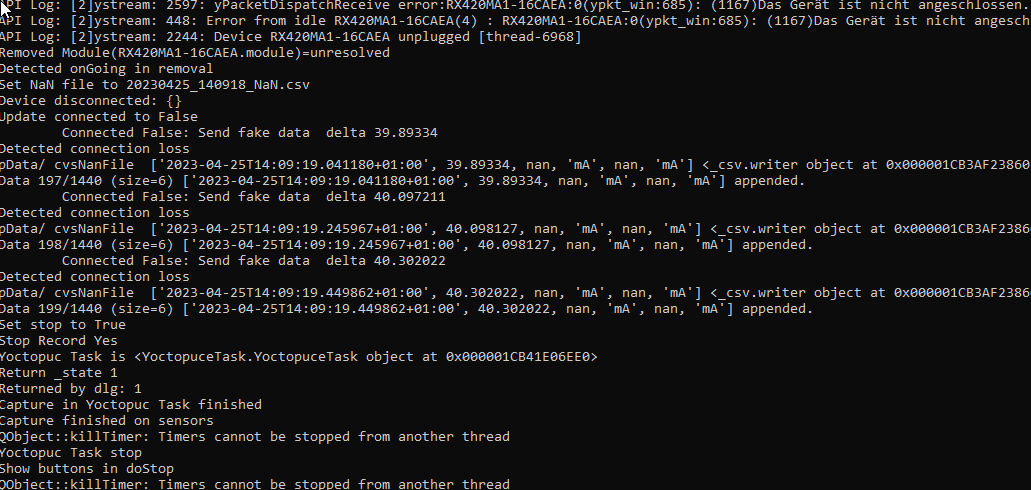 API Log: [2]ystream: 2597: yPacketDispatchReceive error:RX420MA1-16CAEA:0(ypkt_win:685): (1167)Das Gerät ist nicht angeschlossen.
API Log: [2]ystream: 448: Error from idle RX420MA1-16CAEA(4) : RX420MA1-16CAEA:0(ypkt_win:685): (1167)Das Gerät ist nicht angesch
API Log: [2]ystream: 2244: Device RX420MA1-16CAEA unplugged [thread-6968]
Removed Module(RX420MA1-16CAEA.module)=unresolved
Detected onGoing in removal
Set NaN file to 20230425_140918_NaN.csv
Device disconnected: {}
Update connected to False
Connected False: Send fake data  delta 39.89334
Detected connection loss
pData/ cvsNanFile  ['2023-04-25T14:09:19.041180+01:00', 39.89334, nan, 'mA', nan, 'mA'] <_csv.writer object at 0x000001CB3AF23860
Data 197/1440 (size=6) ['2023-04-25T14:09:19.041180+01:00', 39.89334, nan, 'mA', nan, 'mA'] appended.
Connected False: Send fake data  delta 40.097211
Detected connection loss
pData/ cvsNanFile  ['2023-04-25T14:09:19.245967+01:00', 40.098127, nan, 'mA', nan, 'mA'] <_csv.writer object at 0x000001CB3AF2386
Data 198/1440 (size=6) ['2023-04-25T14:09:19.245967+01:00', 40.098127, nan, 'mA', nan, 'mA'] appended.
Connected False: Send fake data  delta 40.302022
Detected connection loss
pData/ cvsNanFile  ['2023-04-25T14:09:19.449862+01:00', 40.302022, nan, 'mA', nan, 'mA'] <_csv.writer object at 0x000001CB3AF2386
Data 199/1440 (size=6) ['2023-04-25T14:09:19.449862+01:00', 40.302022, nan, 'mA', nan, 'mA'] appended.
Set stop to True
Stop Record Yes
Yoctopuc Task is <YoctopuceTask.YoctopuceTask object at 0x000001CB41E06EE0>
Return _state 1
Returned by dlg: 1
Capture in Yoctopuc Task finished
Capture finished on sensors
QObject::killTimer: Timers cannot be stopped from another thread
Yoctopuc Task stop
Show buttons in doStop
QObject::killTimer: Timers cannot be stopped from another thread